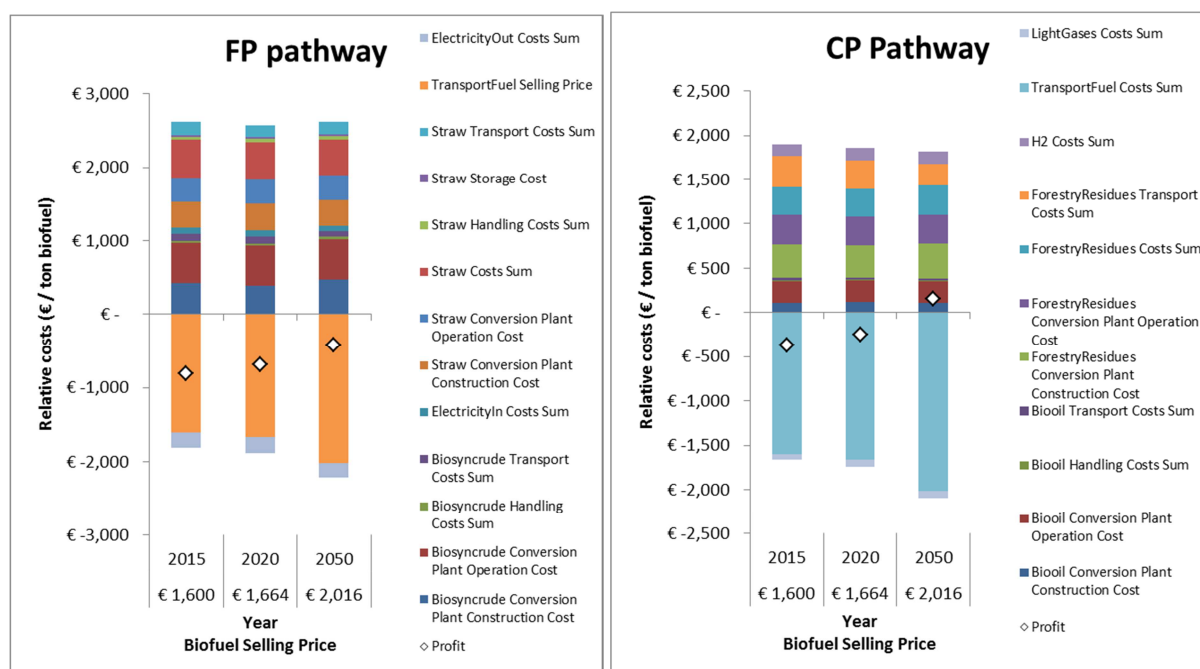 FP pathway
€ 3,000
€ 2,000
€ 1,000
€ -
€ -1,000
€ -2,000
€ -3,000
Relative costs (€ / ton biofuel)
2015 2020 2050
€ 1,600 € 1,664 € 2,016
Year
Biofuel Selling Price
ElectricityOut Costs Sum
TransportFuel Selling Price
Straw Transport Costs Sum
Straw Storage Cost
Straw Handling Costs Sum
Straw Costs Sum
Straw Conversion Plant
Operation Cost
Straw Conversion Plant
Construction Cost
ElectricityIn Costs Sum
Biosyncrude Transport
Costs Sum
Biosyncrude Handling
Costs Sum
Biosyncrude Conversion
Plant Operation Cost
Biosyncrude Conversion
Plant Construction Cost
Profit
CP Pathway
€ 2,500
€ 2,000
€ 1,500
€ 1,000
€ 500
€ -
€ -500
€ -1,000
€ -1,500
€ -2,000
€ -2,500
Relative costs (€ / ton biofuel)
2015 2020 2050
€ 1,600 € 1,664 € 2,016
Year
Biofuel Selling Price
LightGases Costs Sum
TransportFuel Costs Sum
H2 Costs Sum
ForestryResidues Transport
Costs Sum
ForestryResidues Costs Sum
ForestryResidues
Conversion Plant Operation
Cost
ForestryResidues
Conversion Plant
Construction Cost
Biooil Transport Costs Sum
Biooil Handling Costs Sum
Biooil Conversion Plant
Operation Cost
Biooil Conversion Plant
Construction Cost
Profit